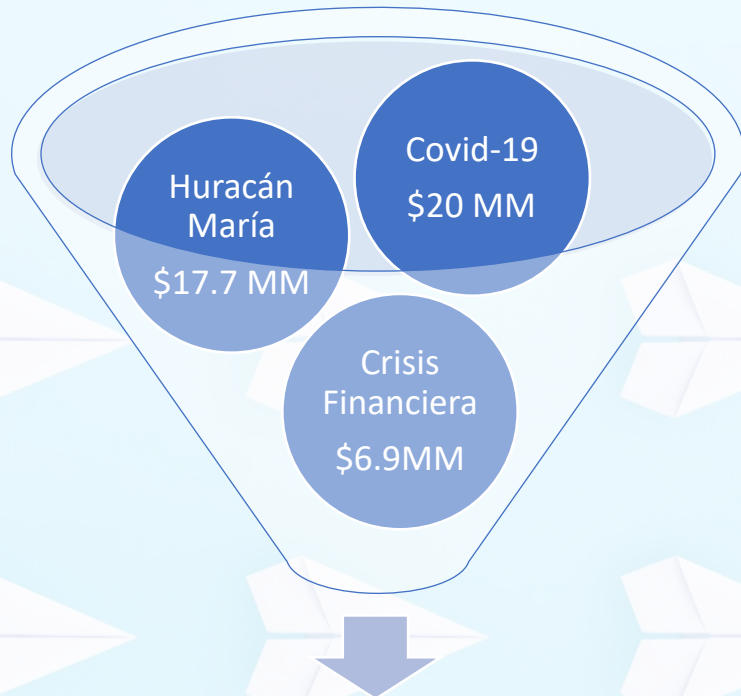 Huracán
María
$17.7 MM
Covid-19
$20 MM
Crisis
Financiera
$6.9MM